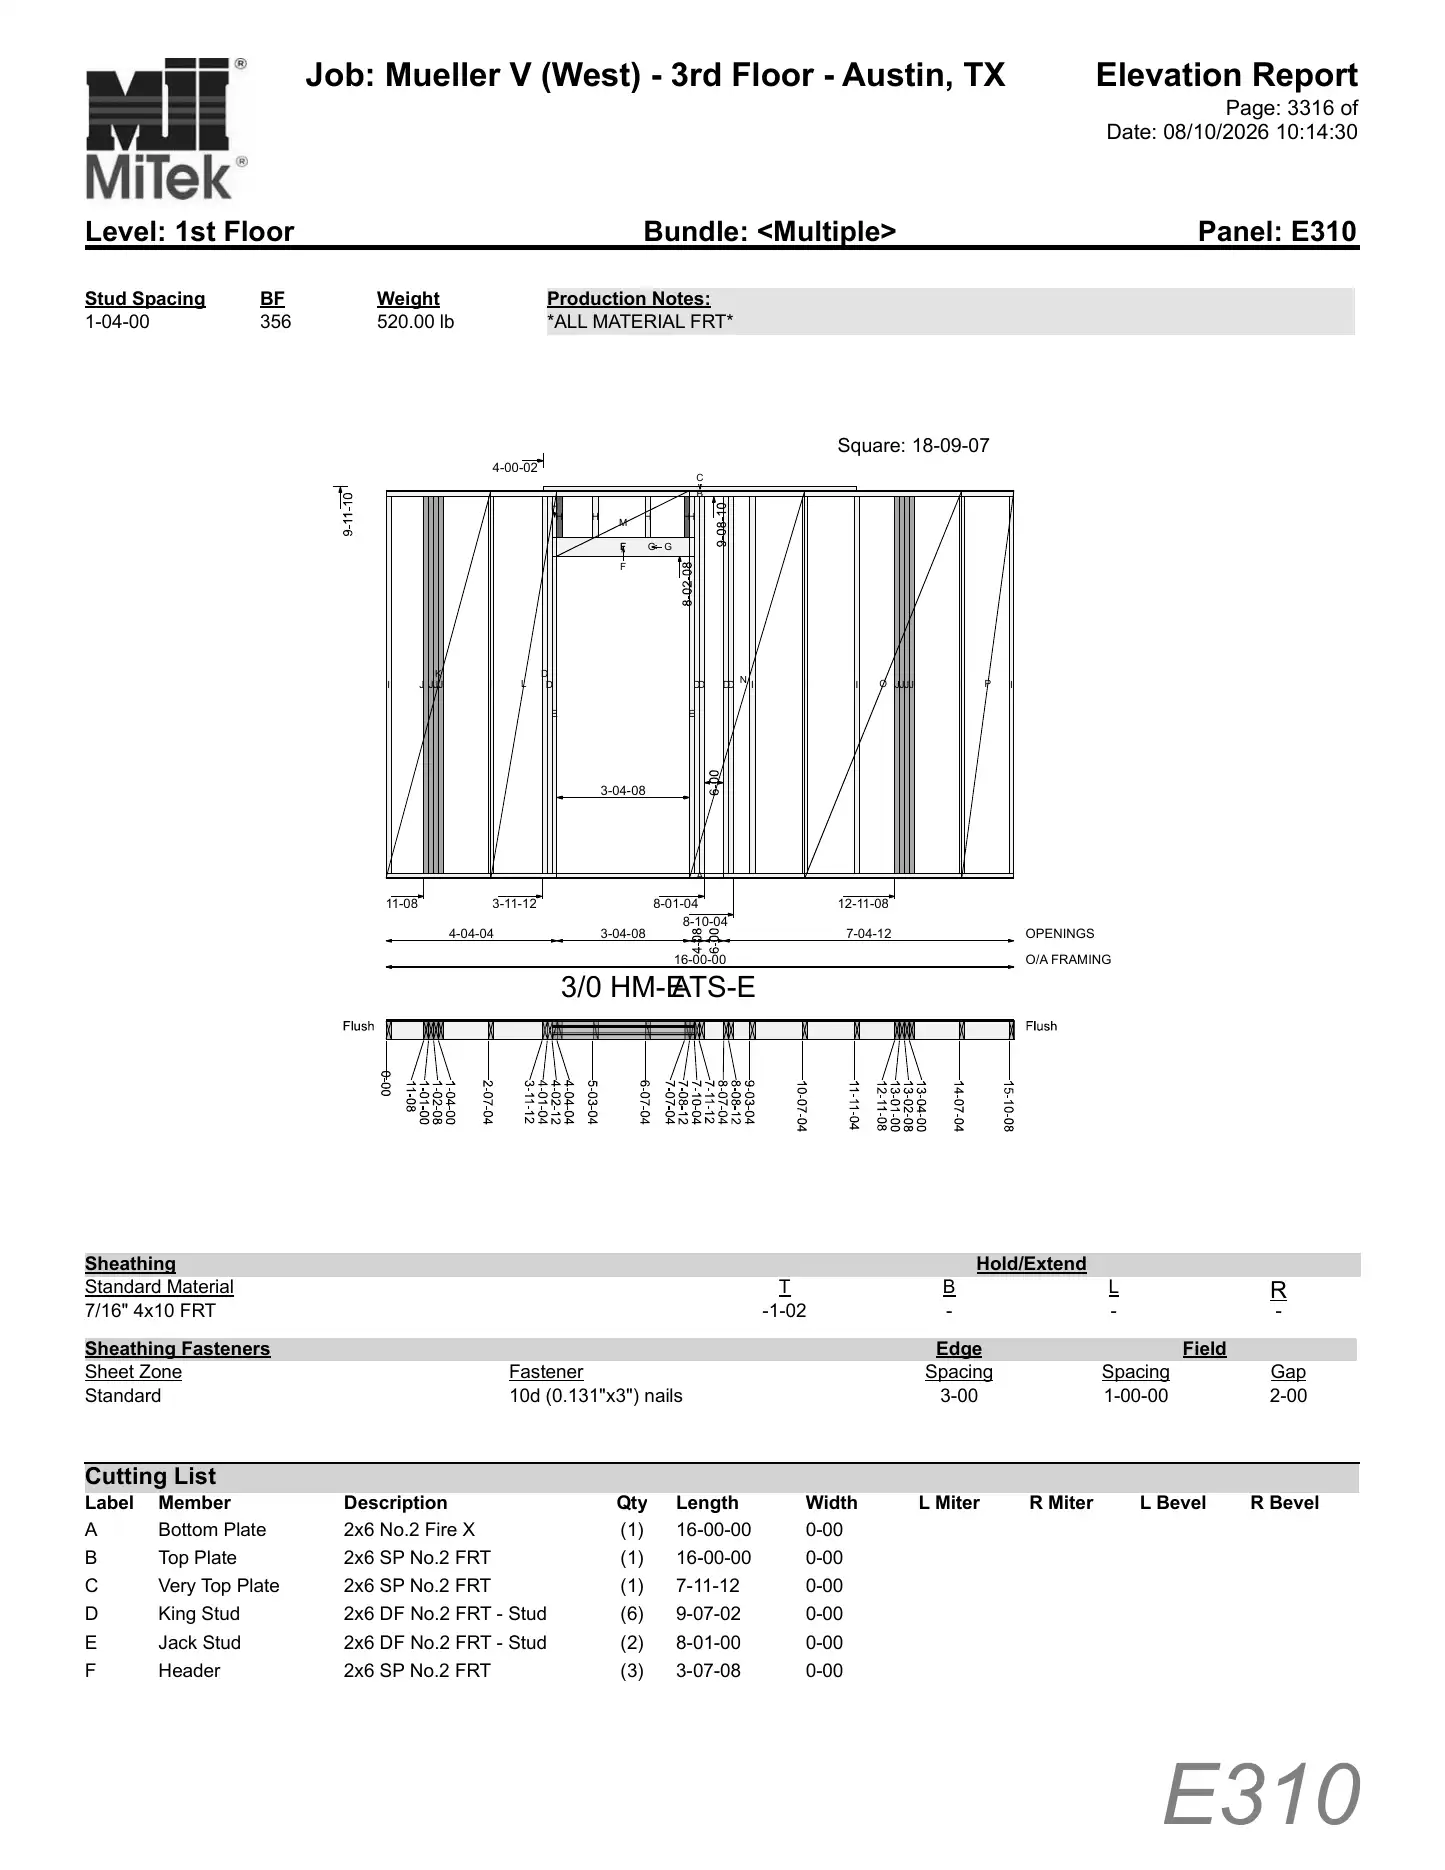 Job: Mueller V (West) - 3rd Floor - Austin, TX
Elevation Report
Page: 3316 of
Date: 08/10/2026 10:14:30
MiTek
Level: 1st Floor Bundle: <Multiple> Panel: E310
Stud Spacing BF Weight Production Notes:
1-04-00 356 520.00 lb *ALL MATERIAL FRT*
Square: 18-09-07
4-00-02
C
9-11-10
M
9-08-10
F G G
F
8-02-08
K
D
I J JJJ L D DD N I I O JJJJ P I
E E
6-00
3-04-08
A
11-08 3-11-12 8-01-04 12-11-08
8-10-04
4-04-04 3-04-08 4-08 6-00 7-04-12 OPENINGS
16-00-00 O/A FRAMING
3/0 HM-E ATS-E
Flush Flush
0-00 11-08 1-01-00 1-02-08 1-04-00 2-07-04 3-11-12 4-01-04 4-02-12 4-04-04 5-03-04 6-07-04 7-07-04 7-08-12 7-10-04 7-11-12 8-07-04 8-08-12 9-03-04 10-07-04 11-11-04 12-11-08 13-01-00 13-02-08 13-04-00 14-07-04 15-10-08
Sheathing Hold/Extend
Standard Material T B L R
7/16" 4x10 FRT -1-02 - - -
Sheathing Fasteners Edge Field
Sheet Zone Fastener Spacing Spacing Gap
Standard 10d (0.131"x3") nails 3-00 1-00-00 2-00
Cutting List
Label Member Description Qty Length Width L Miter R Miter L Bevel R Bevel
A Bottom Plate 2x6 No.2 Fire X (1) 16-00-00 0-00
B Top Plate 2x6 SP No.2 FRT (1) 16-00-00 0-00
C Very Top Plate 2x6 SP No.2 FRT (1) 7-11-12 0-00
D King Stud 2x6 DF No.2 FRT - Stud (6) 9-07-02 0-00
E Jack Stud 2x6 DF No.2 FRT - Stud (2) 8-01-00 0-00
F Header 2x6 SP No.2 FRT (3) 3-07-08 0-00
E310